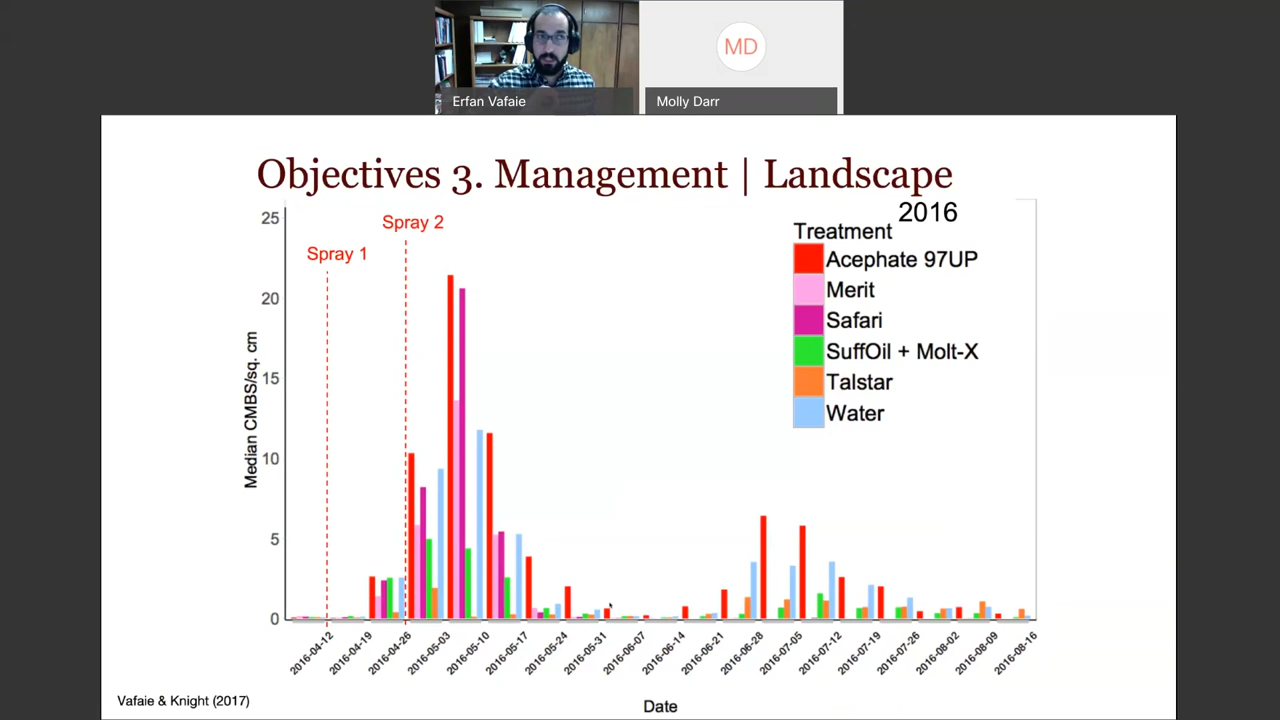 MD
Erfan Vafaie
Molly Darr
Objectives 3. Management | Landscape
2016
25
20
15
10
5
0
Median CMBS/sq. cm
Spray 1
Spray 2
Treatment
Acephate 97UP
Merit
Safari
SuffOil + Molt-X
Talstar
Water
2016-04-12
2016-04-19
2016-04-26
2016-05-03
2016-05-10
2016-05-17
2016-05-24
2016-05-31
2016-06-07
2016-06-14
2016-06-21
2016-06-28
2016-07-05
2016-07-12
2016-07-19
2016-07-26
2016-08-02
2016-08-09
2016-08-16
Date
Vafaie & Knight (2017)